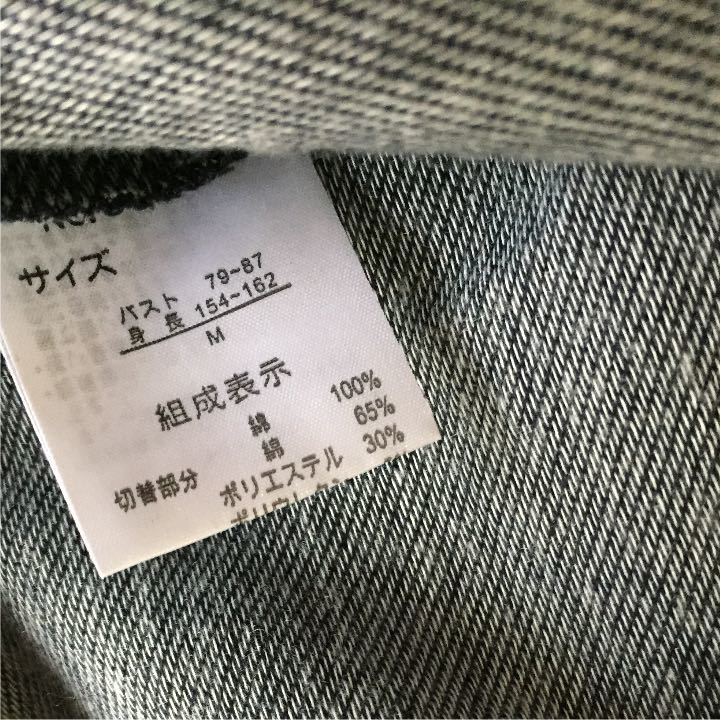 サイズ
バスト 79~87
身長 154~162
M
組成表示
綿 100%
切替部分 綿 65%
ポリエステル 30%